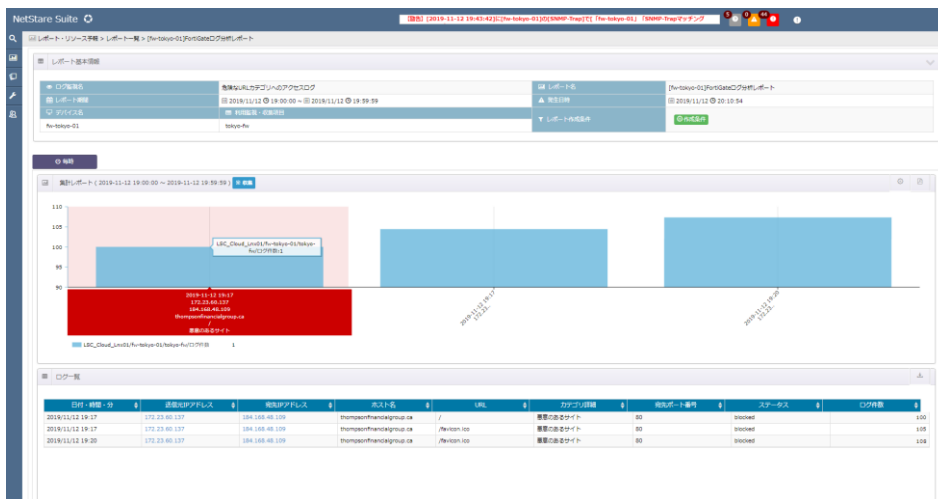 NetStare Suite
【警告】[2019-11-12 19:43:42]に[fw-tokyo-01]の[SNMP-Trap]で[「fw-tokyo-01」「SNMP-Trapマッチング
5
0
44
レポート・リソース予報 > レポート一覧 > [fw-tokyo-01]FortiGateログ分析レポート
レポート基本情報
ログ監視名
危険なURLカテゴリへのアクセスログ
レポート名
[fw-tokyo-01]FortiGateログ分析レポート
レポート期間
2019/11/12 19:00:00 ~ 2019/11/12 19:59:59
発生日時
2019/11/12 20:10:54
デバイス名
利用監視・収集項目
レポート作成条件
作成条件
fw-tokyo-01
tokyo-fw
毎時
集計レポート ( 2019-11-12 19:00:00 ~ 2019-11-12 19:59:59 )
110
105
100
95
90
LBC_Cloud_Lnx01/fw-tokyo-01/tokyo-
fw/ログ件数:1
2019-11-12 19:17
172.23.60.137
184.168.48.109
thompsonfinancialgroup.ca
/
悪意のあるサイト
2019-11-12 19:17
172.23..
2019-11-12 19:20
172.23..
LBC_Cloud_Lnx01/fw-tokyo-01/tokyo-fw/ログ件数 1
ログ一覧
日付・時間・分 送信元IPアドレス 宛先IPアドレス ホスト名 URL カテゴリ詳細 宛先ポート番号 ステータス ログ件数
2019/11/12 19:17 172.23.60.137 184.168.48.109 thompsonfinancialgroup.ca / 悪意のあるサイト 80 blocked 100
2019/11/12 19:17 172.23.60.137 184.168.48.109 thompsonfinancialgroup.ca /favicon.ico 悪意のあるサイト 80 blocked 105
2019/11/12 19:20 172.23.60.137 184.168.48.109 thompsonfinancialgroup.ca /favicon.ico 悪意のあるサイト 80 blocked 108